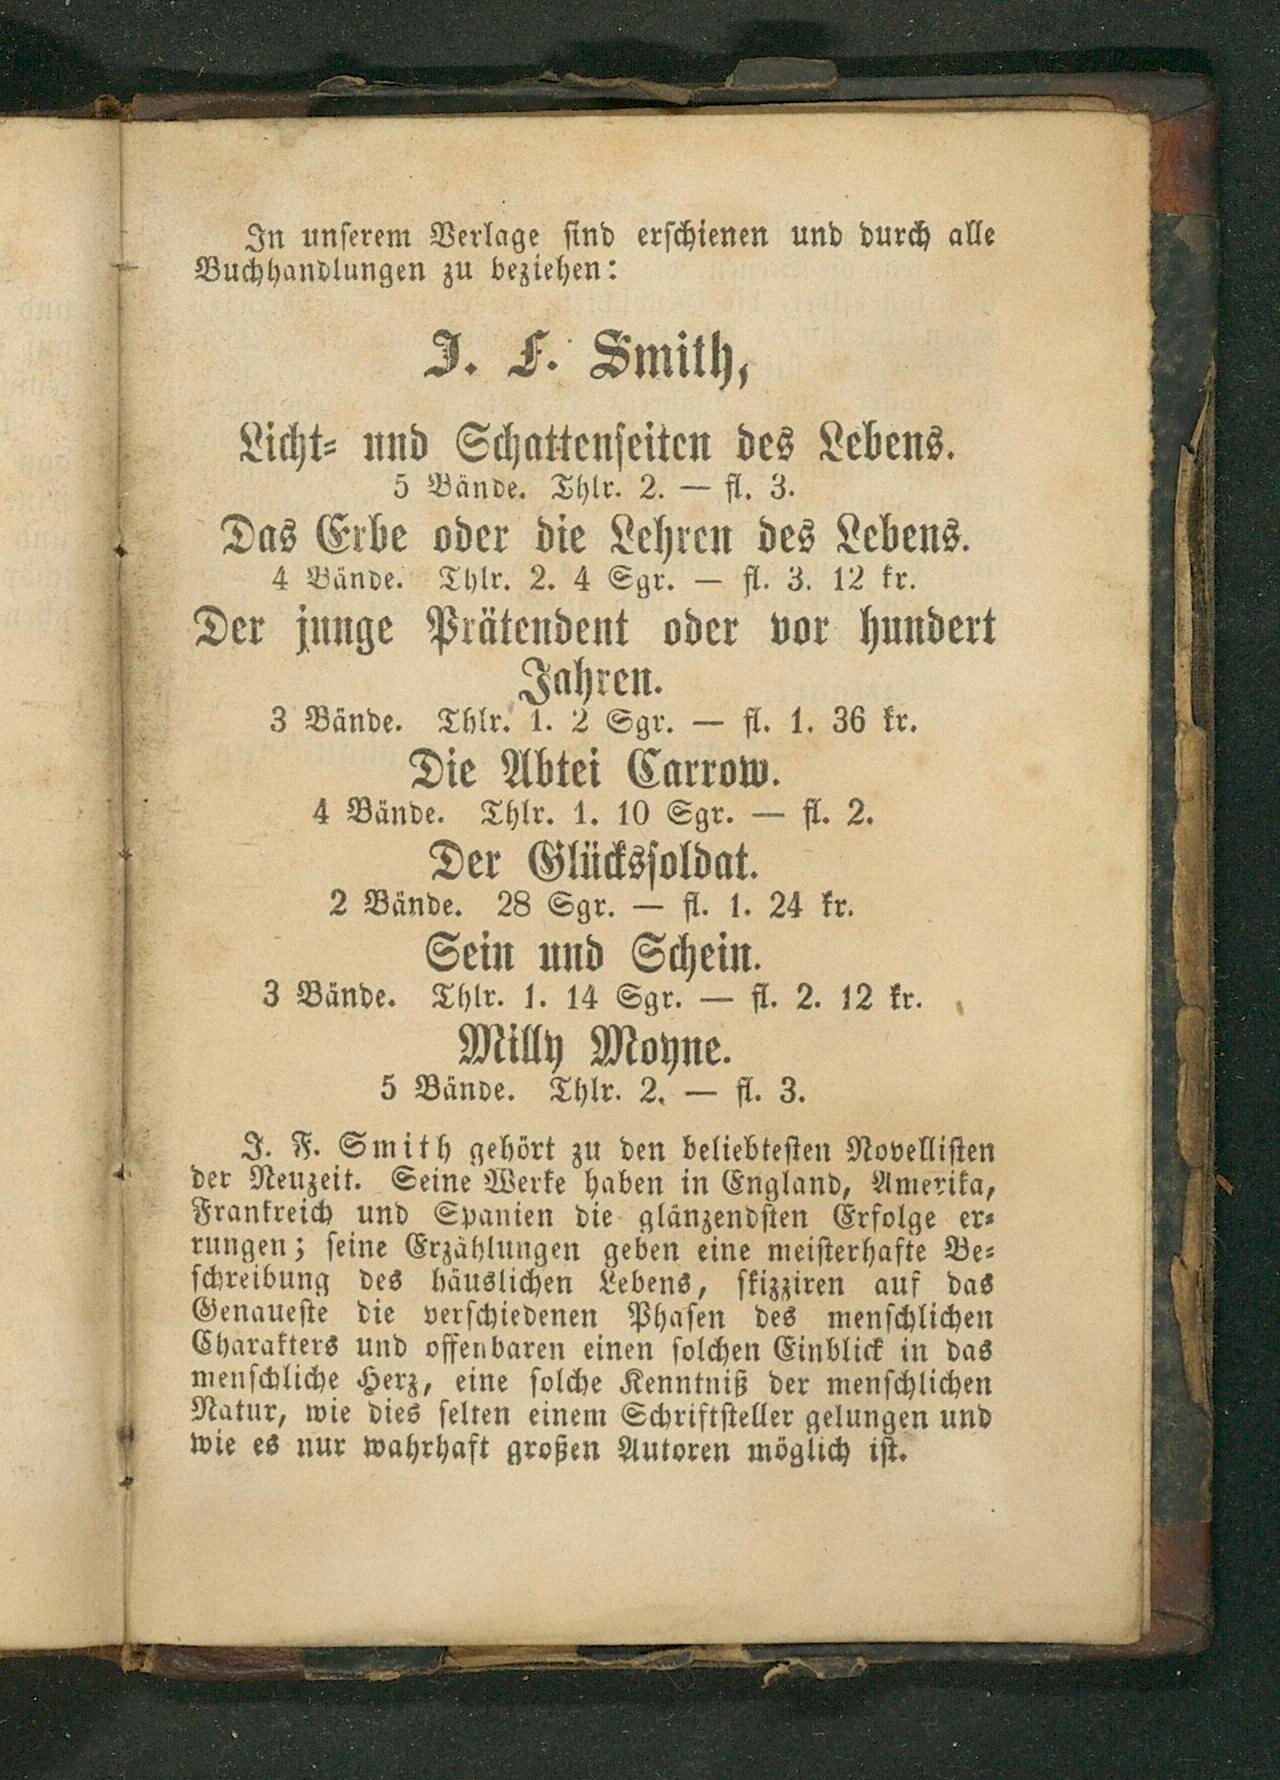 In unserem Verlage sind erschienen und durch alle
Buchhandlungen zu beziehen:
J. F. Smith,
Licht- und Schattenseiten des Lebens.
5 Bände. Thlr. 2. — fl. 3.
Das Erbe oder die Lehren des Lebens.
4 Bände. Thlr. 2. 4 Sgr. — fl. 3. 12 kr.
Der junge Prätendent oder vor hundert
Jahren.
3 Bände. Thlr. 1. 2 Sgr. — fl. 1. 36 kr.
Die Abtei Carrow.
4 Bände. Thlr. 1. 10 Sgr. — fl. 2.
Der Glückssoldat.
2 Bände. 28 Sgr. — fl. 1. 24 kr.
Sein und Schein.
3 Bände. Thlr. 1. 14 Sgr. — fl. 2. 12 kr.
Milly Moyne.
5 Bände. Thlr. 2. — fl. 3.
J. F. Smith gehört zu den beliebtesten Novellisten
der Neuzeit. Seine Werke haben in England, Amerika,
Frankreich und Spanien die glänzendsten Erfolge er-
rungen; seine Erzählungen geben eine meisterhafte Be-
schreibung des häuslichen Lebens, skizziren auf das
Genaueste die verschiedenen Phasen des menschlichen
Charakters und offenbaren einen solchen Einblick in das
menschliche Herz, eine solche Kenntniß der menschlichen
Natur, wie dies selten einem Schriftsteller gelungen und
wie es nur wahrhaft großen Autoren möglich ist.